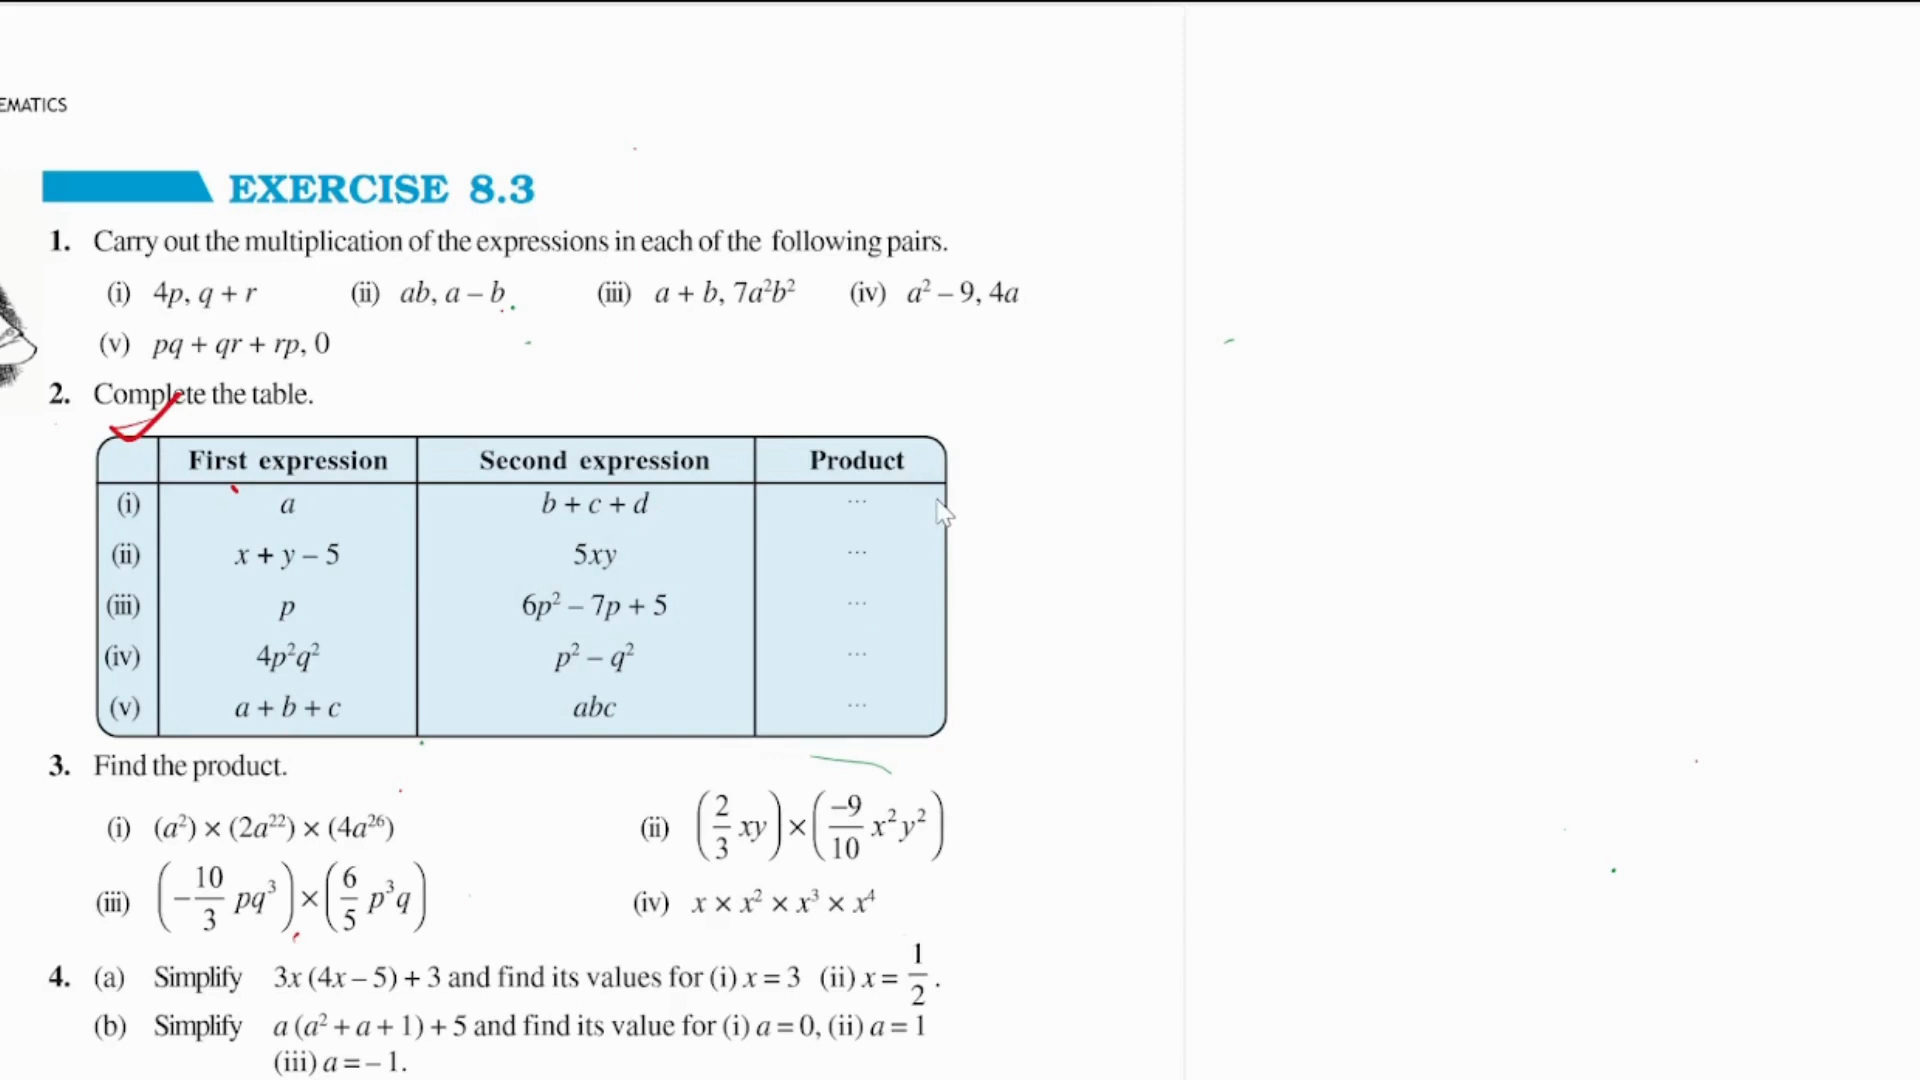 EMATICS
EXERCISE 8.3
1. Carry out the multiplication of the expressions in each of the following pairs.
(i) 4p, q + r (ii) ab, a – b (iii) a + b, 7a²b² (iv) a² – 9, 4a
(v) pq + qr + rp, 0
2. Complete the table.
First expression Second expression Product
(i) a b + c + d ...
(ii) x + y – 5 5xy ...
(iii) p 6p² – 7p + 5 ...
(iv) 4p²q² p² – q² ...
(v) a + b + c abc ...
3. Find the product.
(i) (a²) × (2a²²) × (4a²⁶) (ii) (2/3 xy) × (–9/10 x²y²)
(iii) (–10/3 pq³) × (6/5 p³q) (iv) x × x² × x³ × x⁴
4. (a) Simplify 3x (4x – 5) + 3 and find its values for (i) x = 3 (ii) x = 1/2 .
(b) Simplify a (a² + a + 1) + 5 and find its value for (i) a = 0, (ii) a = 1
(iii) a = – 1.